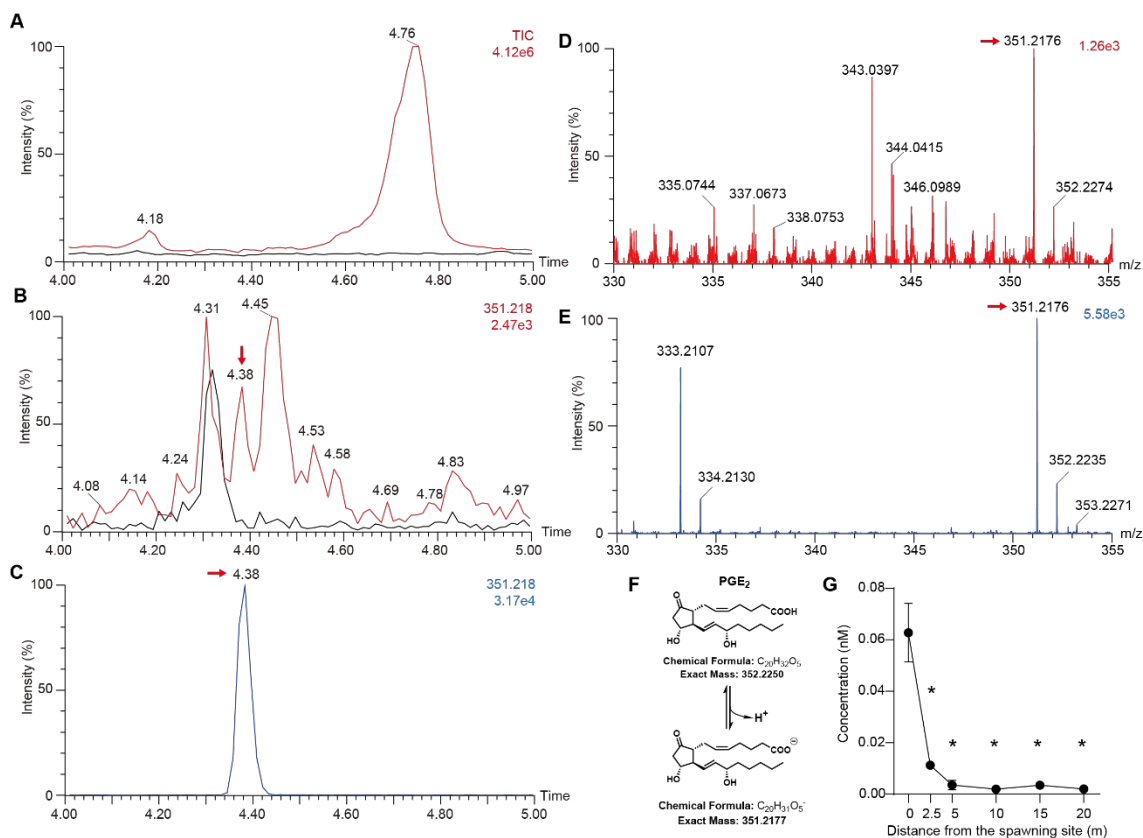 A
TIC
4.12e6
Intensity (%)
100
50
0
4.18
4.76
4.00 4.20 4.40 4.60 4.80 5.00 Time
B
351.218
2.47e3
Intensity (%)
100
50
0
4.08
4.14
4.24
4.31
4.38
4.45
4.53
4.58
4.69
4.78
4.83
4.97
4.00 4.20 4.40 4.60 4.80 5.00 Time
C
351.218
3.17e4
Intensity (%)
100
50
0
4.38
4.00 4.20 4.40 4.60 4.80 5.00 Time
D
1.26e3
Intensity (%)
100
50
0
335.0744
337.0673
338.0753
343.0397
344.0415
346.0989
351.2176
352.2274
330 335 340 345 350 355 m/z
E
5.58e3
Intensity (%)
100
50
0
333.2107
334.2130
351.2176
352.2235
353.2271
330 335 340 345 350 355 m/z
F
PGE₂
O
COOH
HO
OH
Chemical Formula: C₂₀H₃₂O₅
Exact Mass: 352.2250
H⁺
O
COO⊖
HO
OH
Chemical Formula: C₂₀H₃₁O₅⁻
Exact Mass: 351.2177
G
Concentration (nM)
0.08
0.06
0.04
0.02
0.00
* * * * *
0 2.5 5 10 15 20
Distance from the spawning site (m)